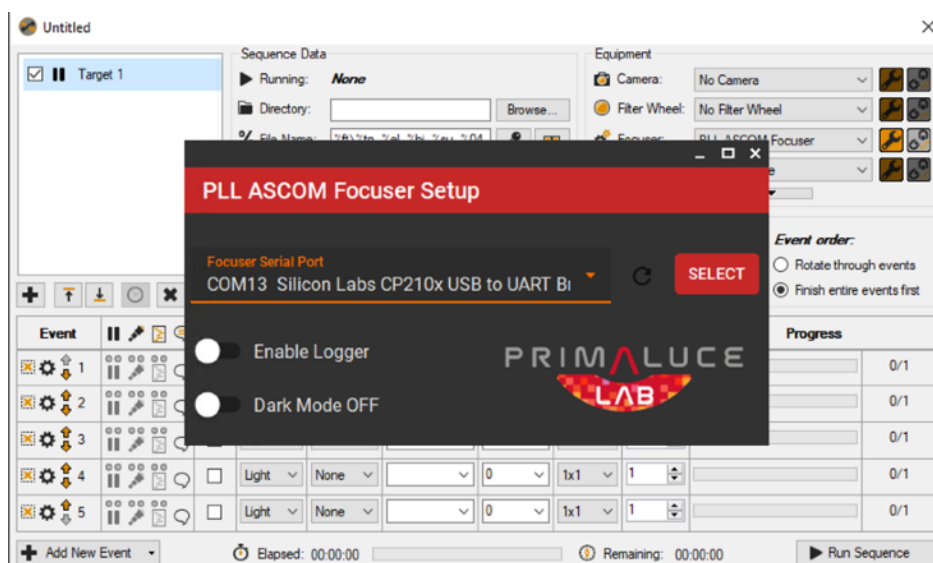 Untitled
Target 1
Sequence Data
Running: None
Directory: Browse...
File Name:
Equipment
Camera: No Camera
Filter Wheel: No Filter Wheel
Focuser: PLL ASCOM Focuser
PLL ASCOM Focuser Setup
Focuser Serial Port
COM13 Silicon Labs CP210x USB to UART
SELECT
Enable Logger
Dark Mode OFF
PRIMALUCE
LAB
Event order:
Rotate through events
Finish entire events first
Event Progress
1 0/1
2 0/1
3 0/1
4 Light None 0 1x1 1 0/1
5 Light None 0 1x1 1 0/1
Add New Event Elapsed: 00:00:00 Remaining: 00:00:00 Run Sequence